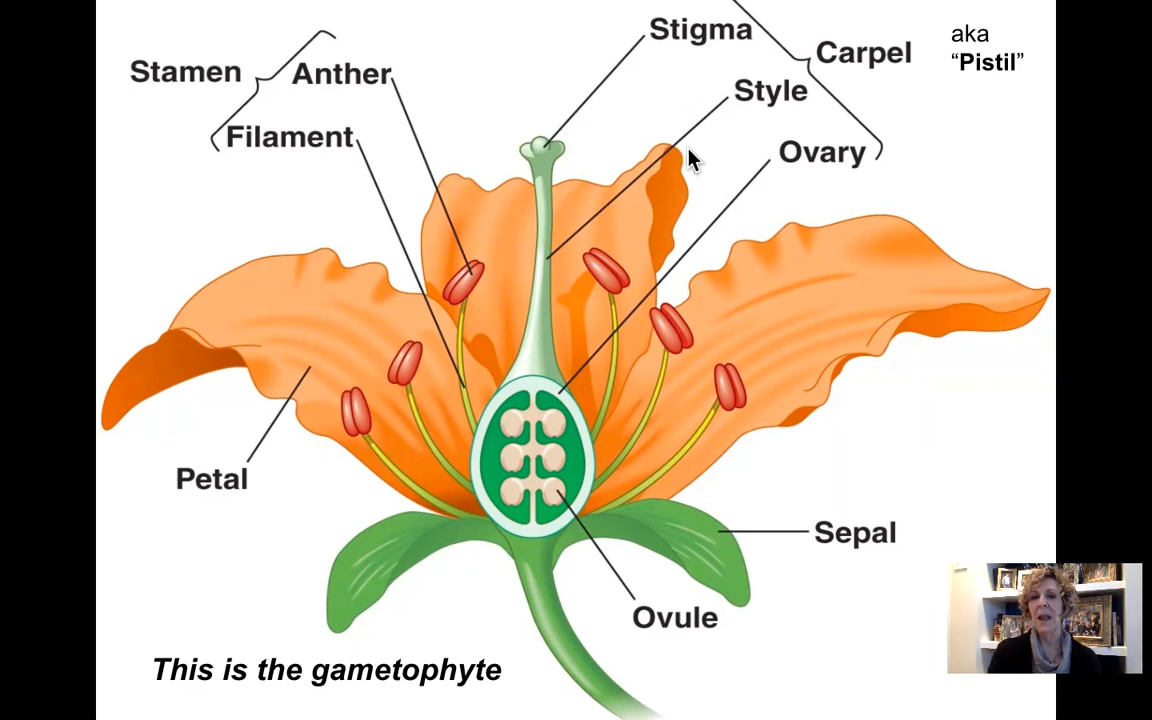 Stigma
aka
Carpel
“Pistil”
Stamen
Anther
Style
Filament
Ovary
Petal
Sepal
Ovule
This is the gametophyte